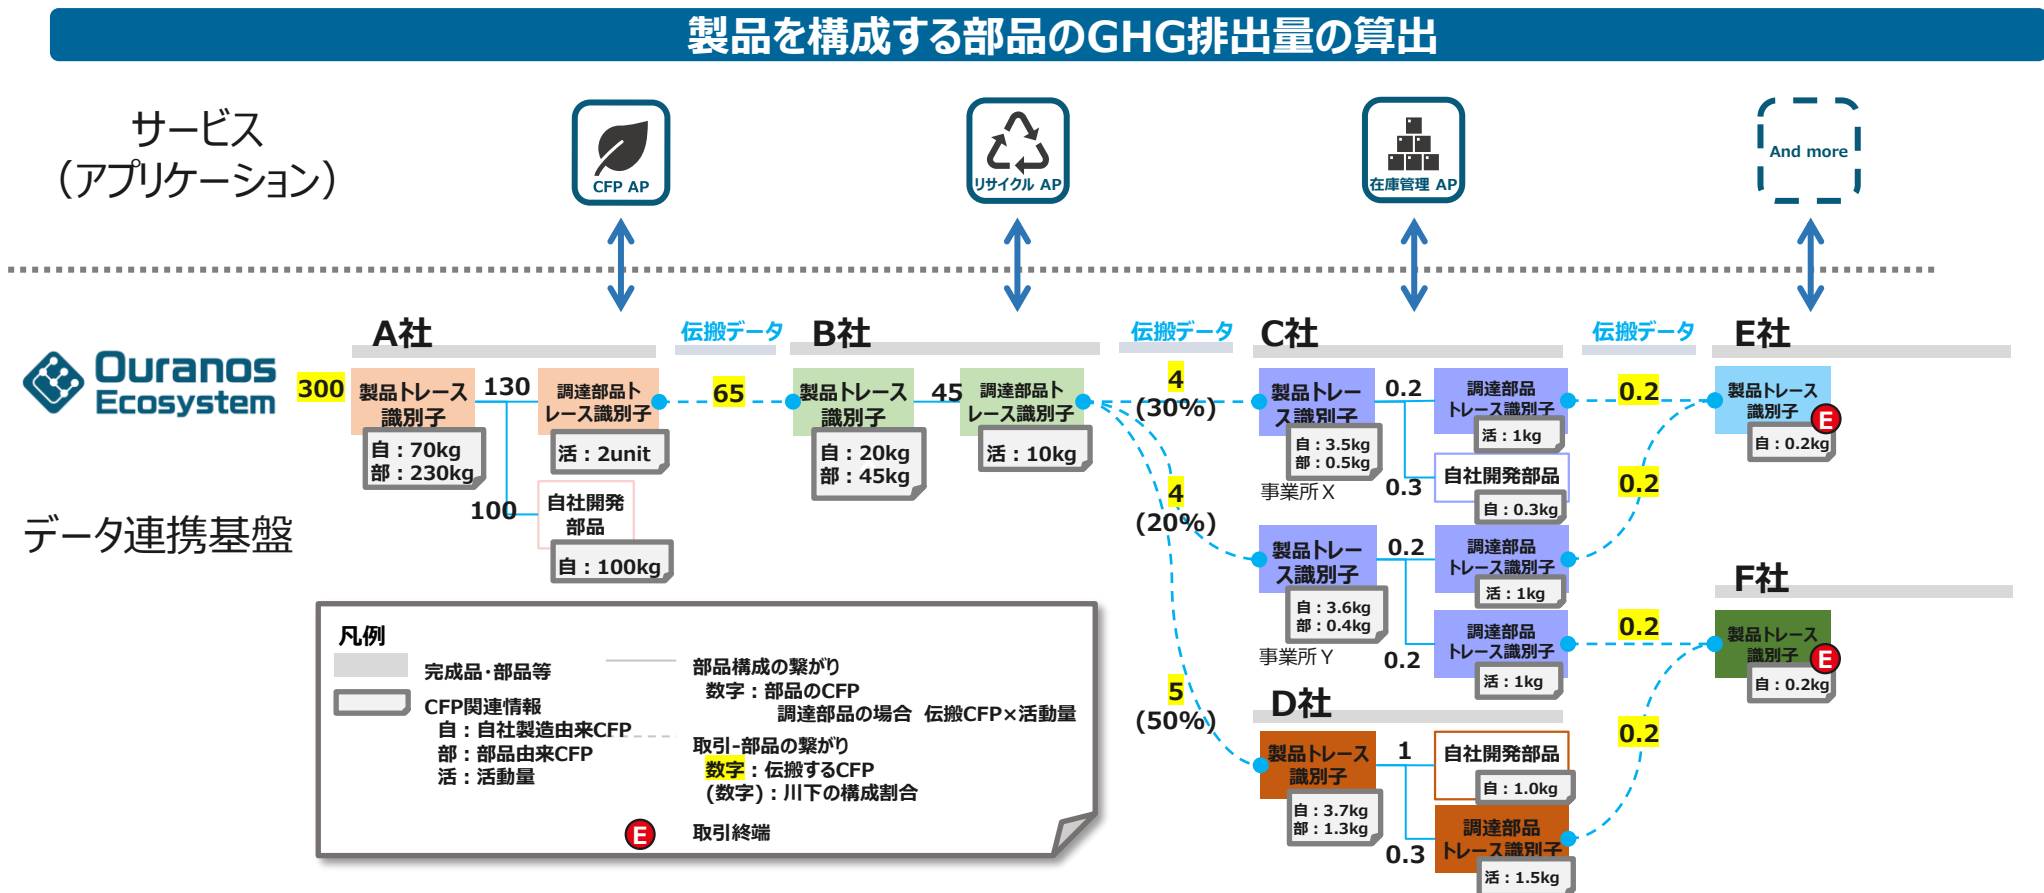 製品を構成する部品のGHG排出量の算出
サービス
（アプリケーション）
CFP AP
リサイクル AP
在庫管理 AP
And more
Ouranos
Ecosystem
データ連携基盤
A社
伝搬データ
B社
伝搬データ
C社
伝搬データ
E社
300
製品トレース
識別子
自：70kg
部：230kg
130
調達部品ト
レース識別子
活：2unit
100
自社開発
部品
自：100kg
65
製品トレース
識別子
自：20kg
部：45kg
45
調達部品ト
レース識別子
活：10kg
4
(30%)
4
(20%)
5
(50%)
製品トレー
ス識別子
自：3.5kg
部：0.5kg
事業所X
0.2
調達部品
トレース識別子
活：1kg
0.3
自社開発部品
自：0.3kg
製品トレー
ス識別子
自：3.6kg
部：0.4kg
事業所Y
0.2
調達部品
トレース識別子
活：1kg
0.2
調達部品
トレース識別子
活：1kg
D社
製品トレース
識別子
自：3.7kg
部：1.3kg
1
自社開発部品
自：1.0kg
0.3
調達部品
トレース識別子
活：1.5kg
0.2
0.2
0.2
0.2
製品トレース
識別子
E
自：0.2kg
F社
製品トレース
識別子
E
自：0.2kg
凡例
完成品・部品等
CFP関連情報
自：自社製造由来CFP
部：部品由来CFP
活：活動量
部品構成の繋がり
数字：部品のCFP
調達部品の場合 伝搬CFP×活動量
取引-部品の繋がり
数字：伝搬するCFP
(数字)：川下の構成割合
E
取引終端